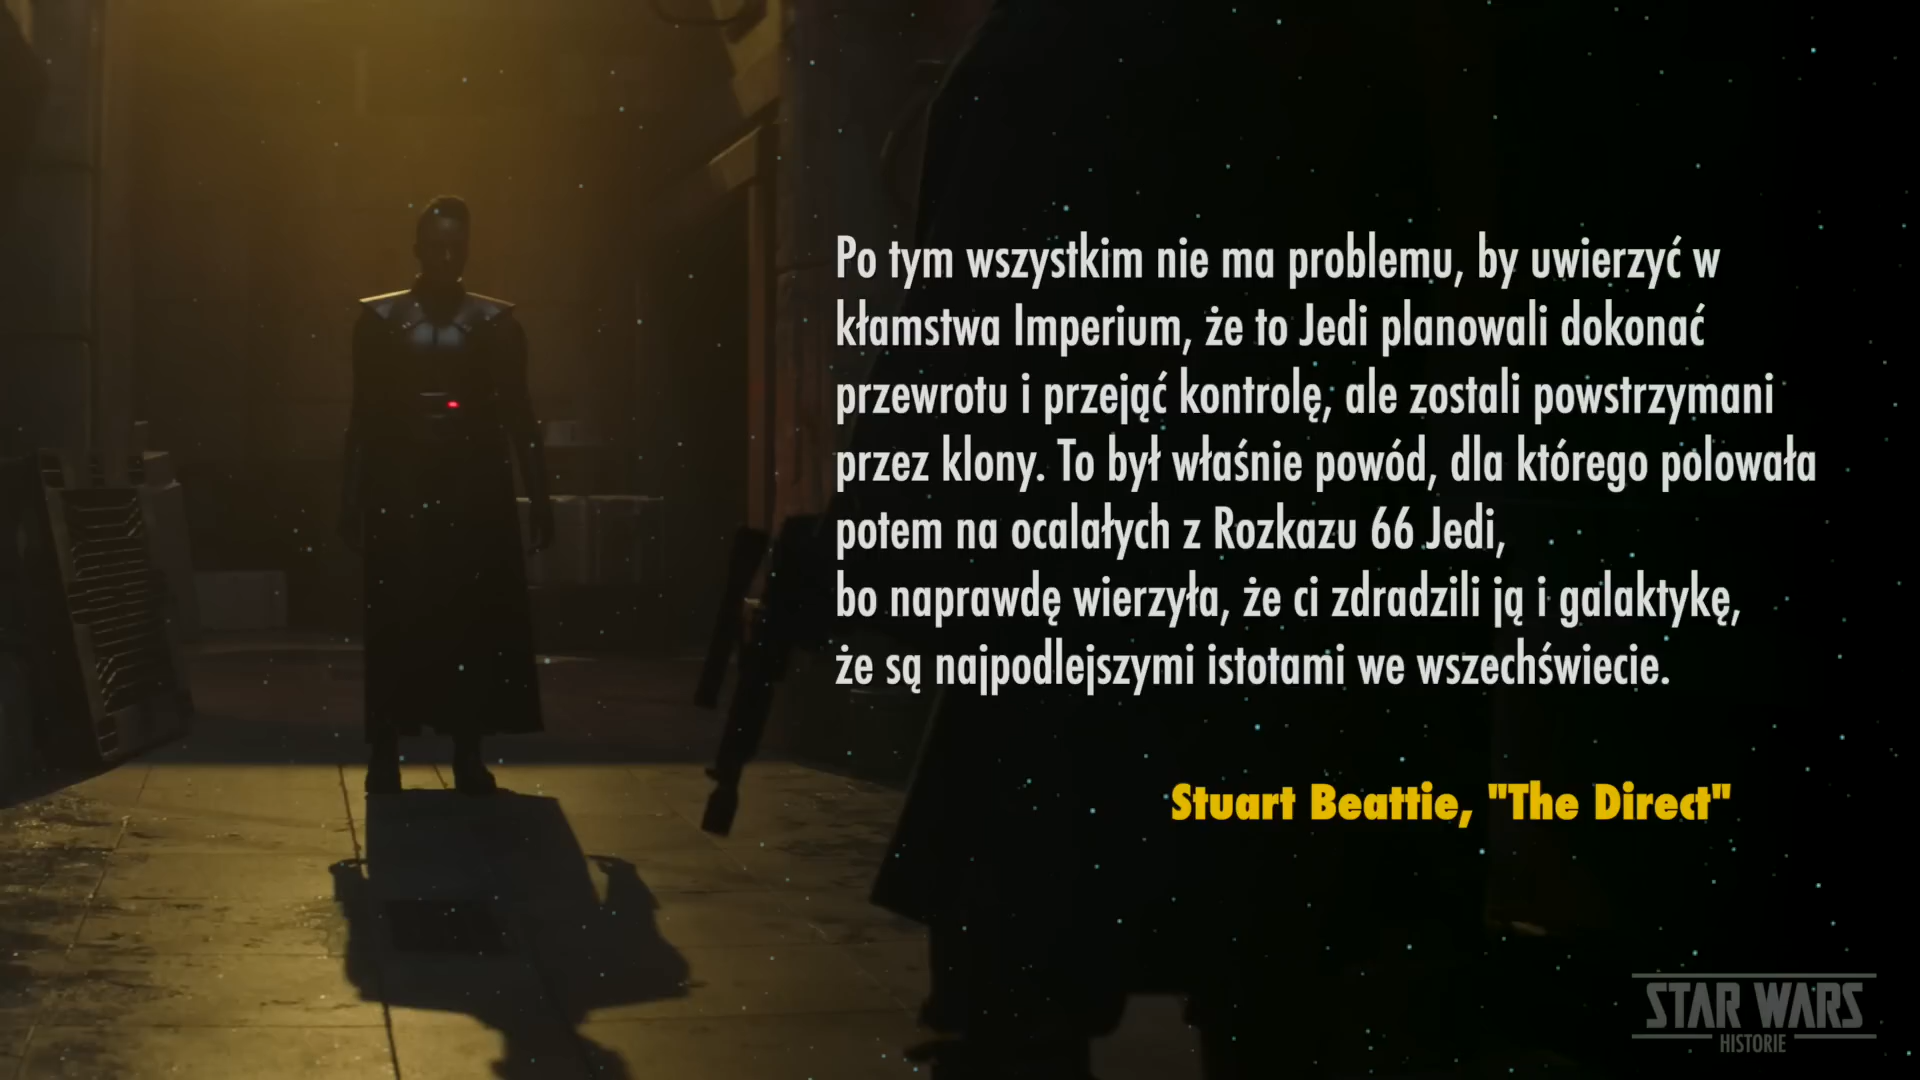 Po tym wszystkim nie ma problemu, by uwierzyć w
kłamstwa Imperium, że to Jedi planowali dokonać
przewrotu i przejąć kontrolę, ale zostali powstrzymani
przez klony. To był właśnie powód, dla którego polowała
potem na ocalałych z Rozkazu 66 Jedi,
bo naprawdę wierzyła, że ci zdradzili ją i galaktykę,
że są najpodlejszymi istotami we wszechświecie.
Stuart Beattie, "The Direct"
STAR WARS
HISTORIE